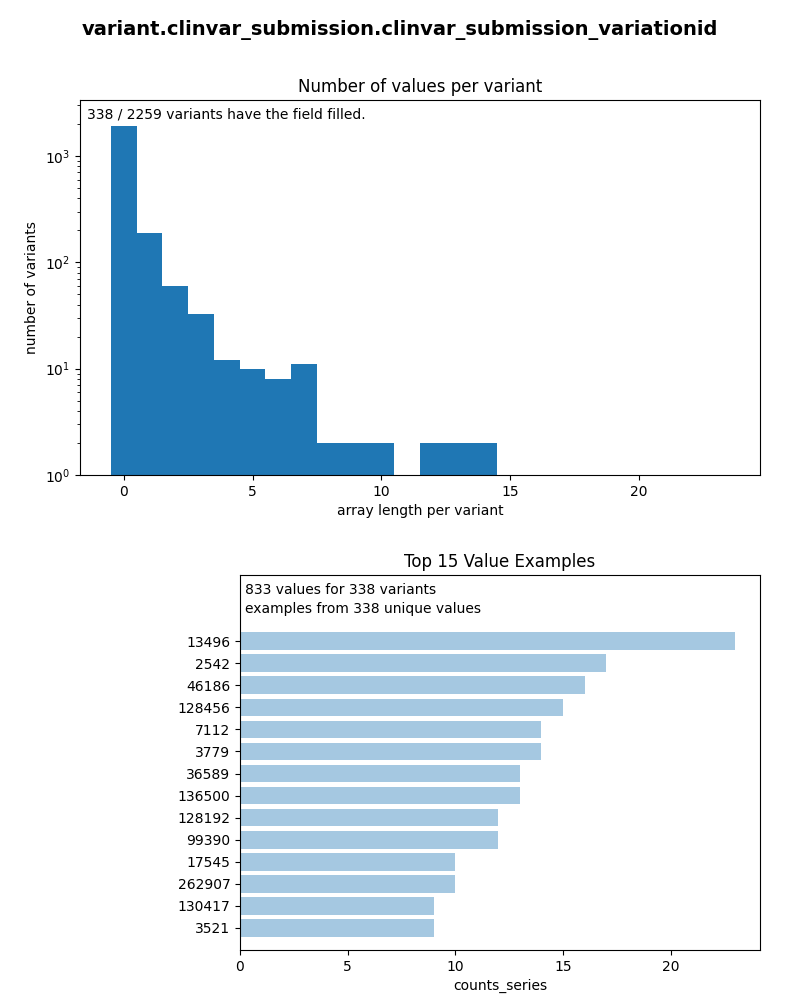 variant.clinvar_submission.clinvar_submission_variationid
Number of values per variant
338 / 2259 variants have the field filled.
number of variants
10³
10²
10¹
10⁰
0 5 10 15 20
array length per variant
Top 15 Value Examples
833 values for 338 variants
examples from 338 unique values
13496
2542
46186
128456
7112
3779
36589
136500
128192
99390
17545
262907
130417
3521
0 5 10 15 20
counts_series